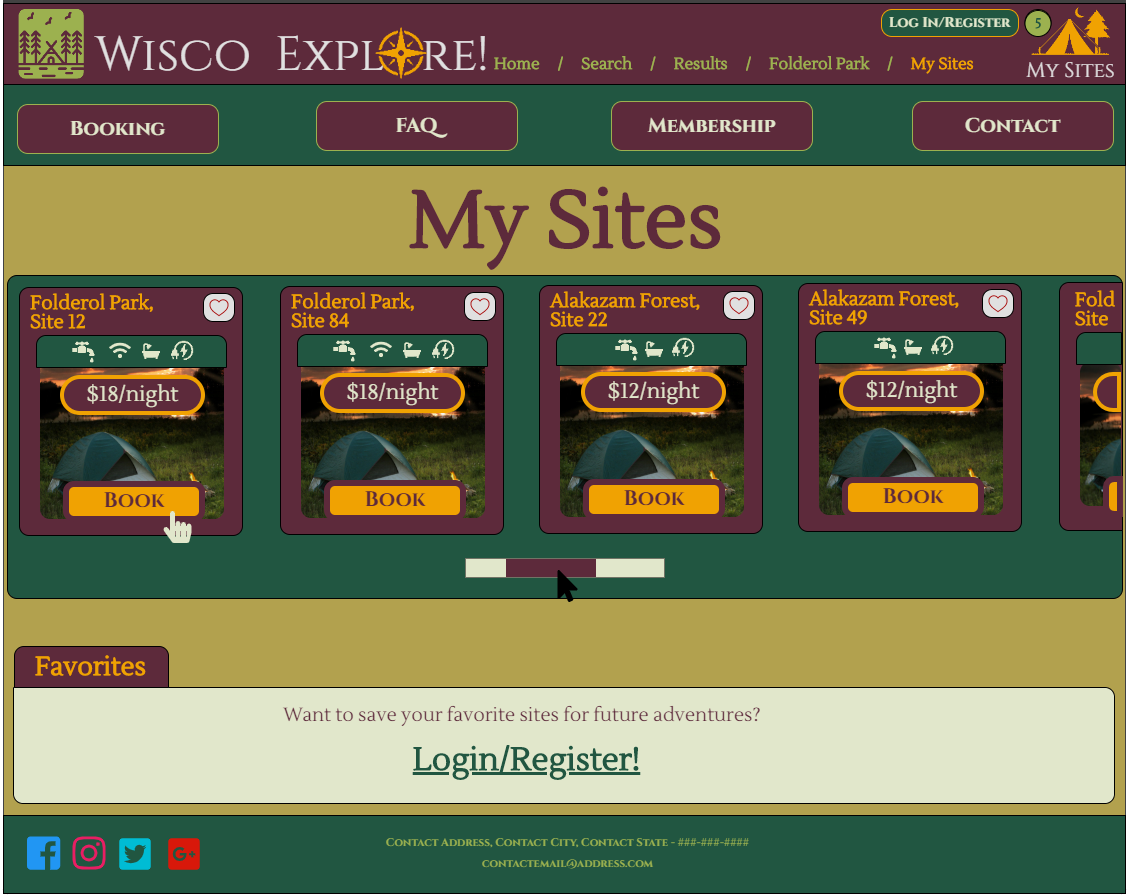 Log In/Register
5
Wisco Explore!
Home / Search / Results / Folderol Park / My Sites
My Sites
Booking
FAQ
Membership
Contact
My Sites
Folderol Park,
Site 12
$18/night
Book
Folderol Park,
Site 84
$18/night
Book
Alakazam Forest,
Site 22
$12/night
Book
Alakazam Forest,
Site 49
$12/night
Book
Fold
Site
Favorites
Want to save your favorite sites for future adventures?
Login/Register!
Contact Address, Contact City, Contact State - ###-###-####
contactemail@address.com
G+